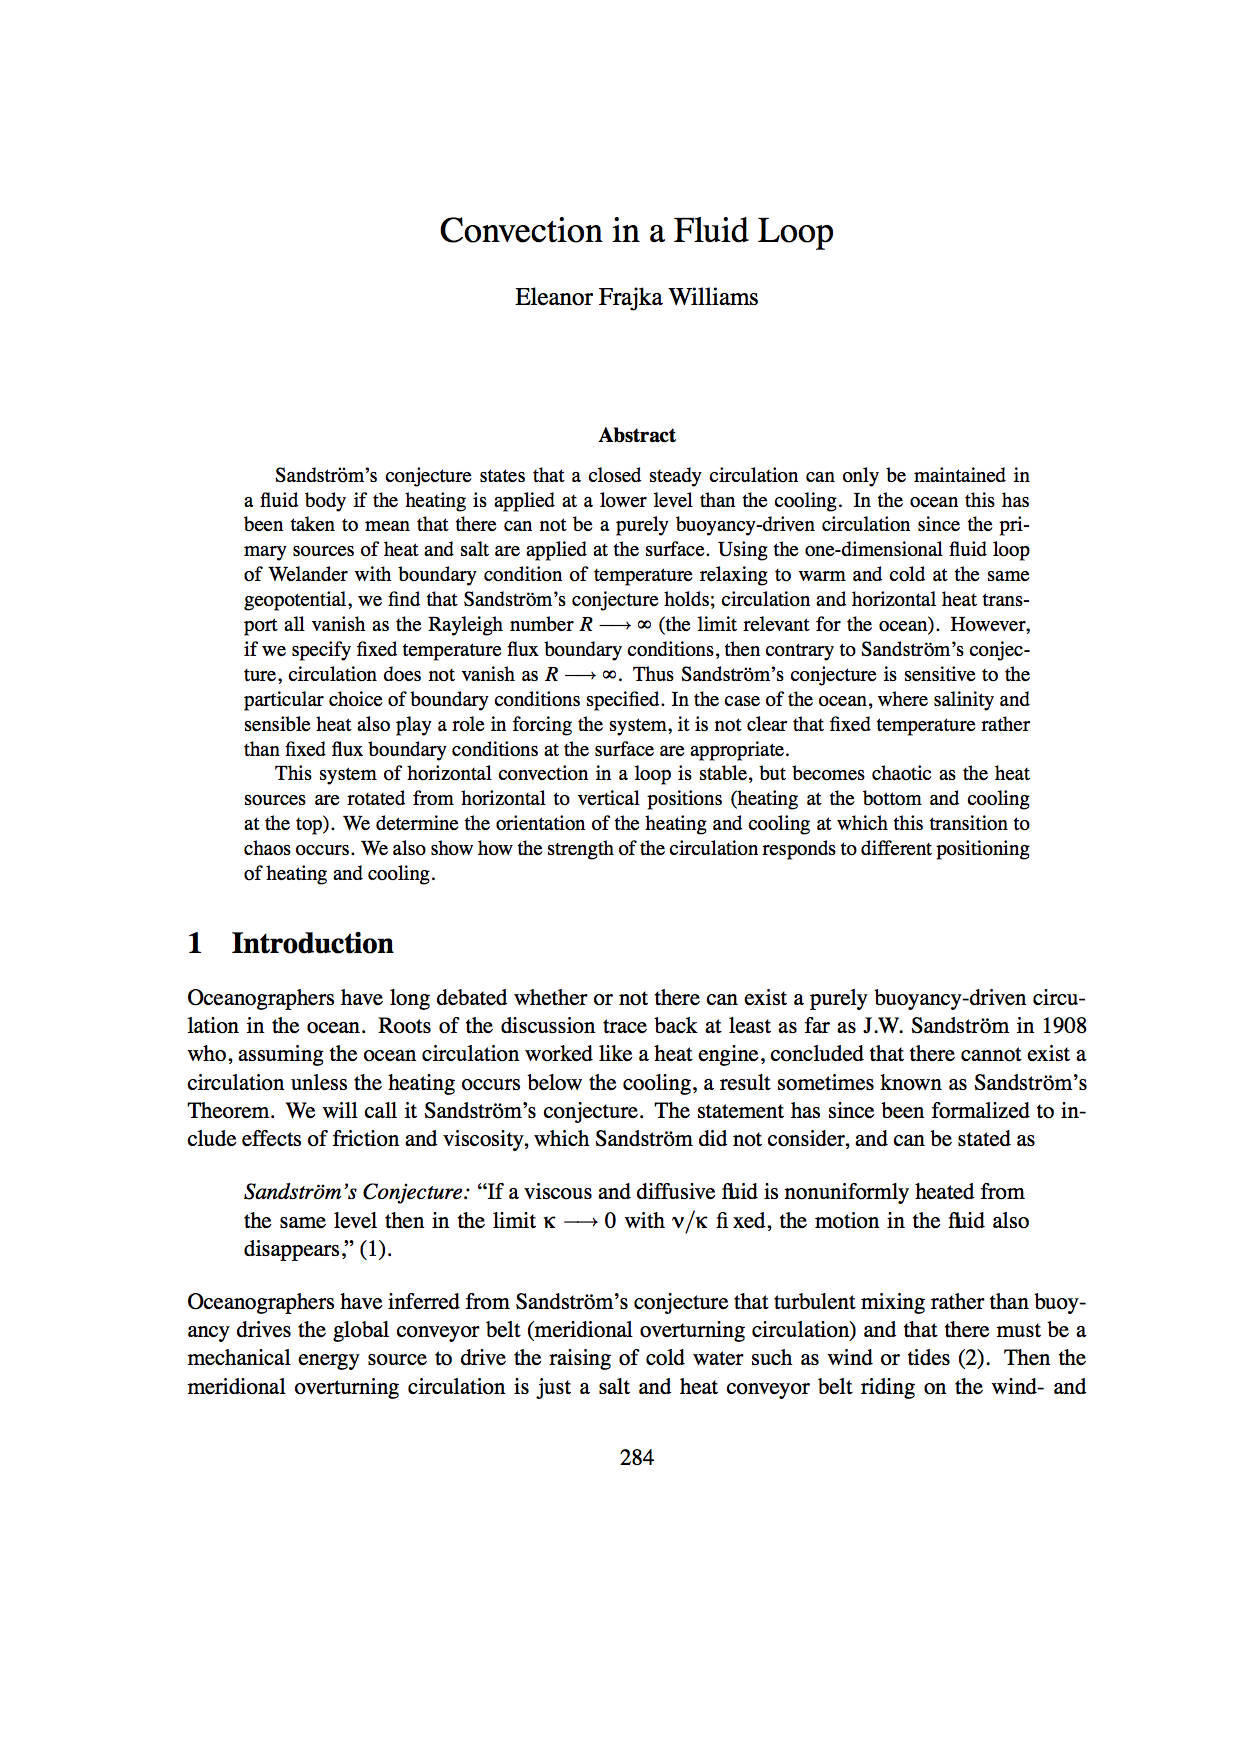 Convection in a Fluid Loop
Eleanor Frajka Williams
Abstract
Sandström's conjecture states that a closed steady circulation can only be maintained in
a fluid body if the heating is applied at a lower level than the cooling. In the ocean this has
been taken to mean that there can not be a purely buoyancy-driven circulation since the pri-
mary sources of heat and salt are applied at the surface. Using the one-dimensional fluid loop
of Welander with boundary condition of temperature relaxing to warm and cold at the same
geopotential, we find that Sandström's conjecture holds; circulation and horizontal heat trans-
port all vanish as the Rayleigh number R ⟶ ∞ (the limit relevant for the ocean). However,
if we specify fixed temperature flux boundary conditions, then contrary to Sandström's conjec-
ture, circulation does not vanish as R ⟶ ∞. Thus Sandström's conjecture is sensitive to the
particular choice of boundary conditions specified. In the case of the ocean, where salinity and
sensible heat also play a role in forcing the system, it is not clear that fixed temperature rather
than fixed flux boundary conditions at the surface are appropriate.
This system of horizontal convection in a loop is stable, but becomes chaotic as the heat
sources are rotated from horizontal to vertical positions (heating at the bottom and cooling
at the top). We determine the orientation of the heating and cooling at which this transition to
chaos occurs. We also show how the strength of the circulation responds to different positioning
of heating and cooling.
1 Introduction
Oceanographers have long debated whether or not there can exist a purely buoyancy-driven circu-
lation in the ocean. Roots of the discussion trace back at least as far as J.W. Sandström in 1908
who, assuming the ocean circulation worked like a heat engine, concluded that there cannot exist a
circulation unless the heating occurs below the cooling, a result sometimes known as Sandström's
Theorem. We will call it Sandström's conjecture. The statement has since been formalized to in-
clude effects of friction and viscosity, which Sandström did not consider, and can be stated as
Sandström's Conjecture: “If a viscous and diffusive fluid is nonuniformly heated from
the same level then in the limit κ ⟶ 0 with ν/κ fixed, the motion in the fluid also
disappears,” (1).
Oceanographers have inferred from Sandström's conjecture that turbulent mixing rather than buoy-
ancy drives the global conveyor belt (meridional overturning circulation) and that there must be a
mechanical energy source to drive the raising of cold water such as wind or tides (2). Then the
meridional overturning circulation is just a salt and heat conveyor belt riding on the wind- and
284